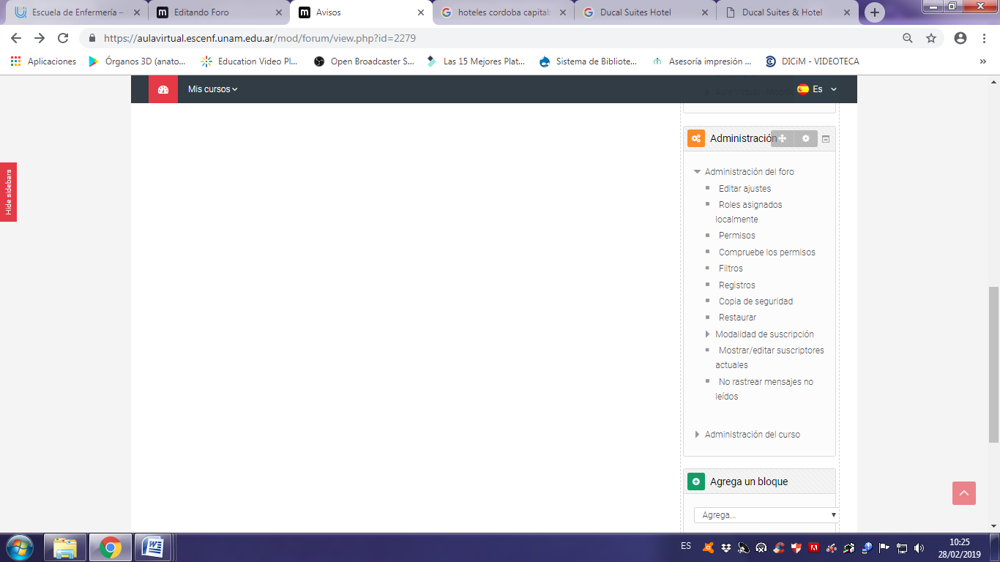 Escuela de Enfermería –
Editando Foro
Avisos
hoteles cordoba capital
Ducal Suites Hotel
Ducal Suites & Hotel
https://aulavirtual.escenf.unam.edu.ar/mod/forum/view.php?id=2279
Aplicaciones
Órganos 3D (anato...
Education Video Pl...
Open Broadcaster S...
Las 15 Mejores Plat...
Sistema de Bibliote...
Asesoría impresión ...
DICiM - VIDEOTECA
»
Mis cursos
Es
Hide sidebars
Administración
Administración del foro
Editar ajustes
Roles asignados
localmente
Permisos
Compruebe los permisos
Filtros
Registros
Copia de seguridad
Restaurar
Modalidad de suscripción
Mostrar/editar suscriptores
actuales
No rastrear mensajes no
leídos
Administración del curso
Agrega un bloque
Agrega...
ES
10:25
28/02/2019